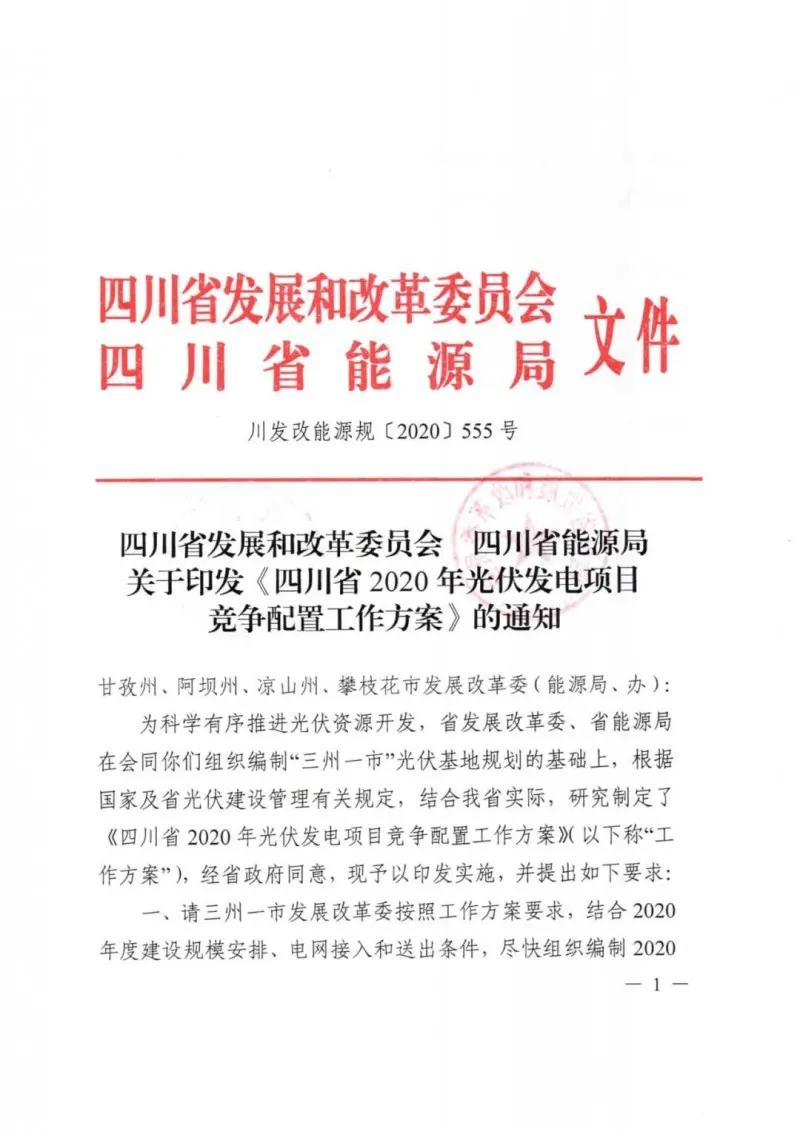 四川省发展和改革委员会
四川省能源局
文件
川发改能源规〔2020〕555号
四川省发展和改革委员会 四川省能源局
关于印发《四川省2020年光伏发电项目
竞争配置工作方案》的通知
甘孜州、阿坝州、凉山州、攀枝花市发展改革委(能源局、办):
为科学有序推进光伏资源开发，省发展改革委、省能源局
在会同你们组织编制“三州一市”光伏基地规划的基础上，根据
国家及省光伏建设管理有关规定，结合我省实际，研究制定了
《四川省2020年光伏发电项目竞争配置工作方案》(以下称“工
作方案”)，经省政府同意，现予以印发实施，并提出如下要求:
一、请三州一市发展改革委按照工作方案要求，结合2020
年度建设规模安排、电网接入和送出条件，尽快组织编制2020
— 1 —